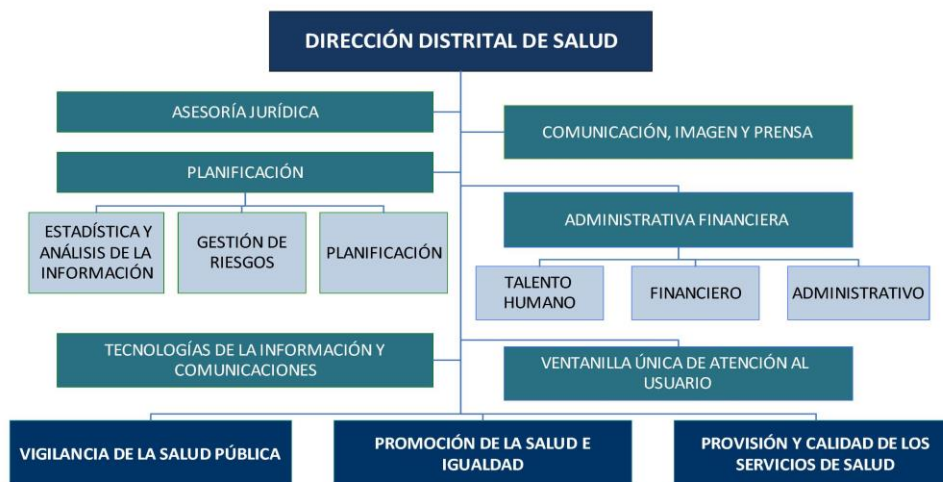 DIRECCIÓN DISTRITAL DE SALUD
ASESORÍA JURÍDICA
COMUNICACIÓN, IMAGEN Y PRENSA
PLANIFICACIÓN
ESTADÍSTICA Y
ANÁLISIS DE LA
INFORMACIÓN
GESTIÓN DE
RIESGOS
PLANIFICACIÓN
ADMINISTRATIVA FINANCIERA
TALENTO
HUMANO
FINANCIERO
ADMINISTRATIVO
TECNOLOGÍAS DE LA INFORMACIÓN Y
COMUNICACIONES
VENTANILLA ÚNICA DE ATENCIÓN AL
USUARIO
VIGILANCIA DE LA SALUD PÚBLICA
PROMOCIÓN DE LA SALUD E
IGUALDAD
PROVISIÓN Y CALIDAD DE LOS
SERVICIOS DE SALUD